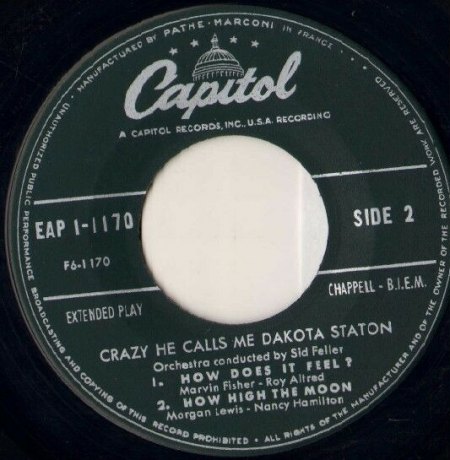 MANUFACTURED BY PATHE - MARCONI IN FRANCE
Capitol
A CAPITOL RECORDS, INC., U.S.A. RECORDING
EAP 1-1170
SIDE 2
F6-1170
EXTENDED PLAY
CHAPPELL - B.I.E.M.
CRAZY HE CALLS ME DAKOTA STATON
Orchestra conducted by Sid Feller
1. HOW DOES IT FEEL?
Marvin Fisher - Roy Alfred
2. HOW HIGH THE MOON
Morgan Lewis - Nancy Hamilton
UNAUTHORIZED PUBLIC PERFORMANCE BROADCASTING AND COPYING OF THIS RECORD PROHIBITED - ALL RIGHTS OF THE MANUFACTURER AND OF THE OWNER OF THE RECORDED WORK ARE RESERVED